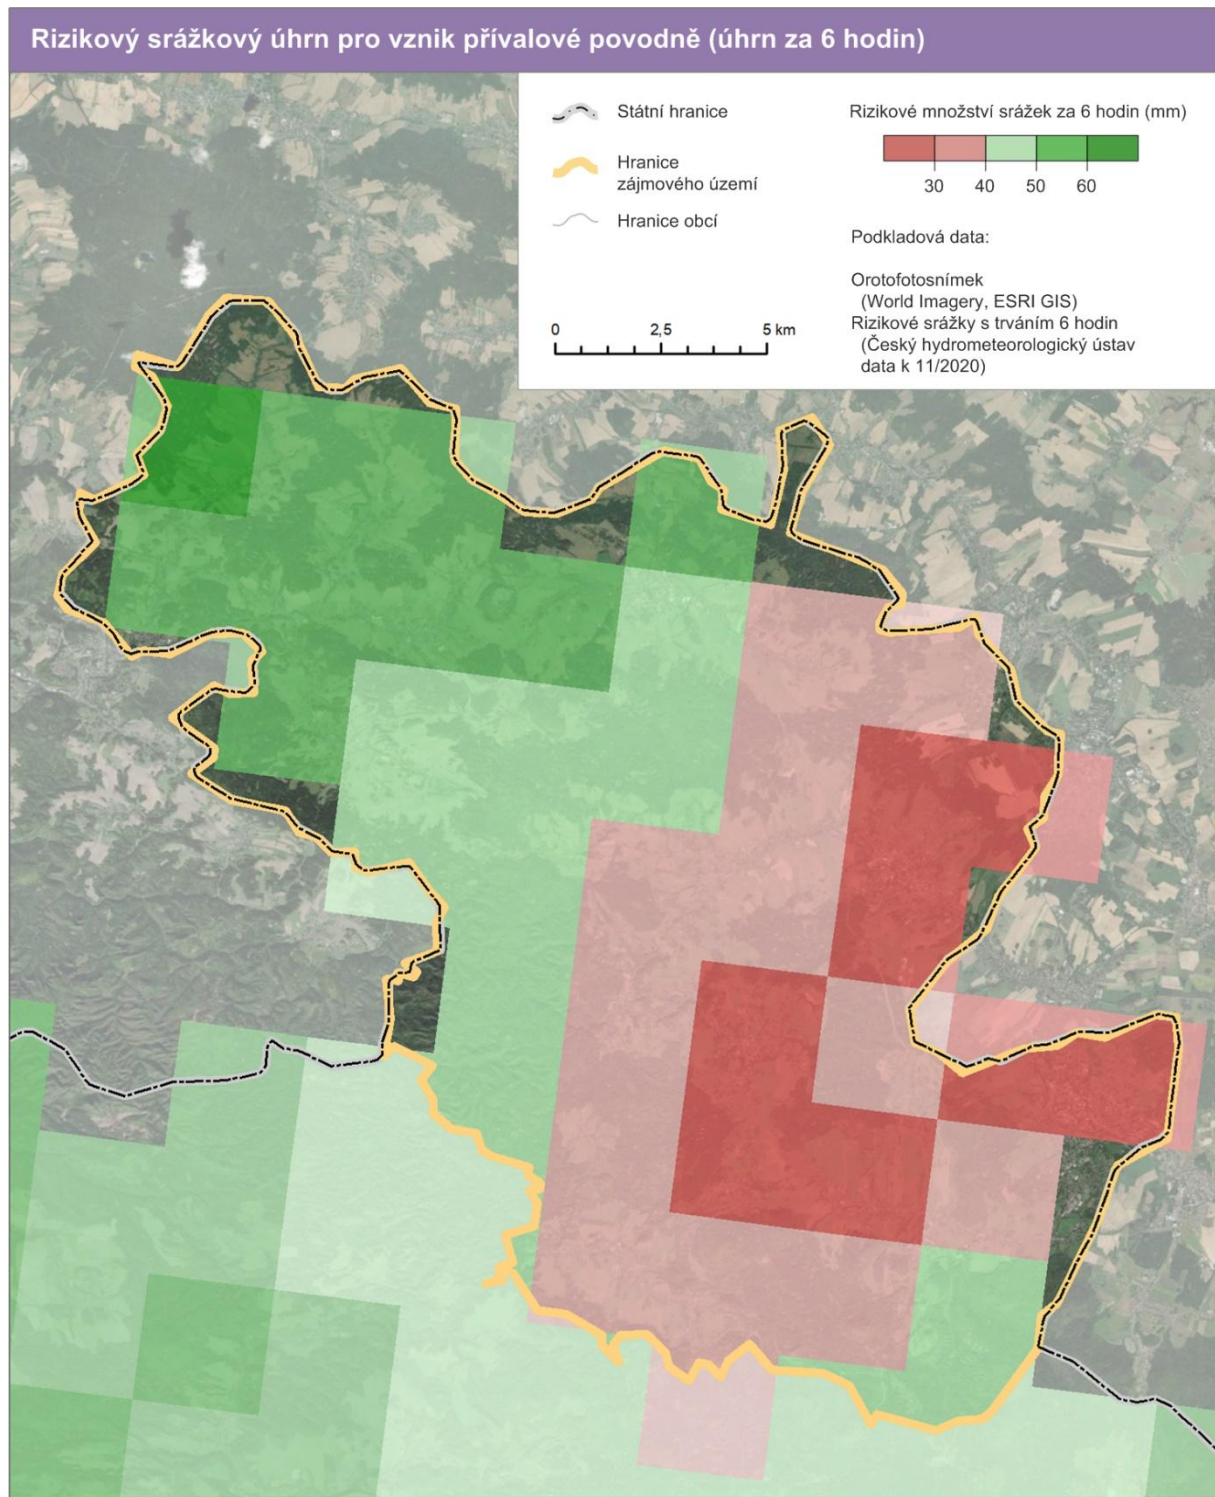 Rizikový srážkový úhrn pro vznik přívalové povodně (úhrn za 6 hodin)
Státní hranice
Hranice
zájmového území
Hranice obcí
0 2,5 5 km
Rizikové množství srážek za 6 hodin (mm)
30 40 50 60
Podkladová data:
Orotofotosnímek
(World Imagery, ESRI GIS)
Rizikové srážky s trváním 6 hodin
(Český hydrometeorologický ústav
data k 11/2020)